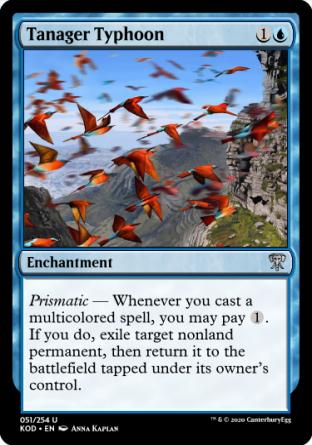 Tanager Typhoon 1
Enchantment
Prismatic — Whenever you cast a
multicolored spell, you may pay 1.
If you do, exile target nonland
permanent, then return it to the
battlefield tapped under its owner's
control.
051/254 U
KOD • EN Anna Kaplan
™ & © 2020 CanterburyEgg